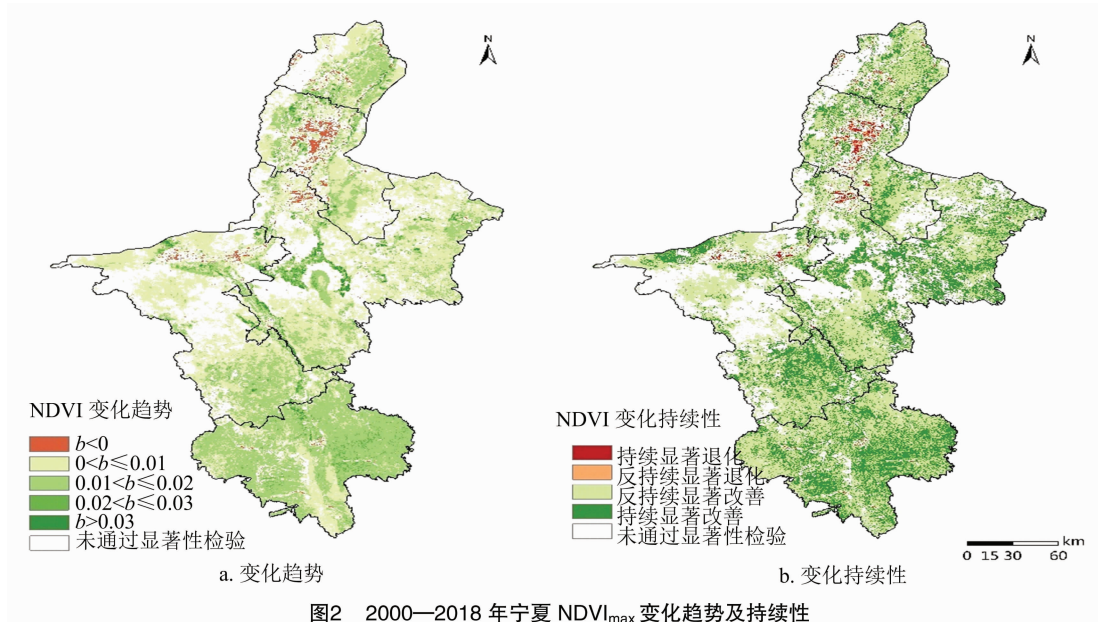 N
N
NDVI 变化趋势
b<0
0<b≤0.01
0.01<b≤0.02
0.02<b≤0.03
b>0.03
未通过显著性检验
a. 变化趋势
NDVI 变化持续性
持续显著退化
反持续显著退化
反持续显著改善
持续显著改善
未通过显著性检验
km
0 15 30 60
b. 变化持续性
图2 2000—2018 年宁夏 NDVImax 变化趋势及持续性